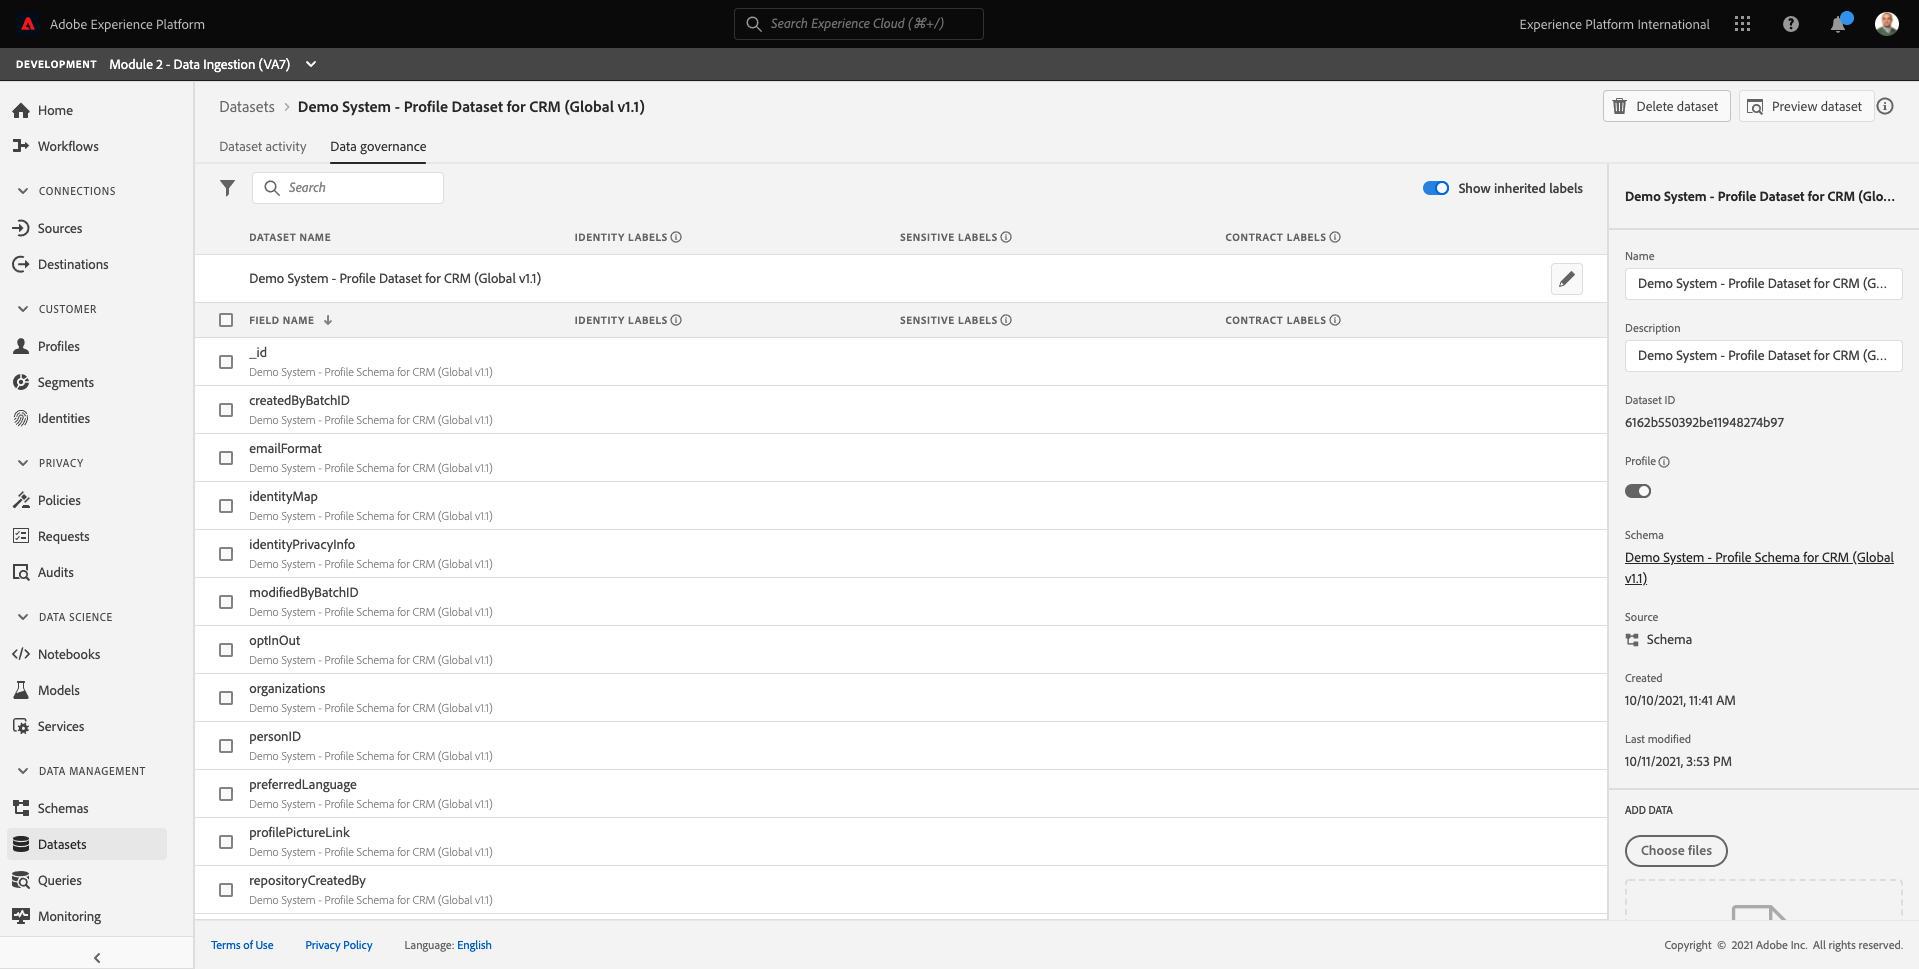 Adobe Experience Platform
Search Experience Cloud (⌘+/)
Experience Platform International
DEVELOPMENT Module 2 - Data Ingestion (VA7)
Home
Workflows
CONNECTIONS
Sources
Destinations
CUSTOMER
Profiles
Segments
Identities
PRIVACY
Policies
Requests
Audits
DATA SCIENCE
Notebooks
Models
Services
DATA MANAGEMENT
Schemas
Datasets
Queries
Monitoring
Datasets > Demo System - Profile Dataset for CRM (Global v1.1)
Delete dataset
Preview dataset
Dataset activity
Data governance
Search
Show inherited labels
DATASET NAME IDENTITY LABELS SENSITIVE LABELS CONTRACT LABELS
Demo System - Profile Dataset for CRM (Global v1.1)
FIELD NAME IDENTITY LABELS SENSITIVE LABELS CONTRACT LABELS
_id
Demo System - Profile Schema for CRM (Global v1.1)
createdByBatchID
Demo System - Profile Schema for CRM (Global v1.1)
emailFormat
Demo System - Profile Schema for CRM (Global v1.1)
identityMap
Demo System - Profile Schema for CRM (Global v1.1)
identityPrivacyInfo
Demo System - Profile Schema for CRM (Global v1.1)
modifiedByBatchID
Demo System - Profile Schema for CRM (Global v1.1)
optInOut
Demo System - Profile Schema for CRM (Global v1.1)
organizations
Demo System - Profile Schema for CRM (Global v1.1)
personID
Demo System - Profile Schema for CRM (Global v1.1)
preferredLanguage
Demo System - Profile Schema for CRM (Global v1.1)
profilePictureLink
Demo System - Profile Schema for CRM (Global v1.1)
repositoryCreatedBy
Demo System - Profile Schema for CRM (Global v1.1)
Demo System - Profile Dataset for CRM (Glo...
Name
Demo System - Profile Dataset for CRM (G...
Description
Demo System - Profile Dataset for CRM (G...
Dataset ID
6162b550392be11948274b97
Profile
Schema
Demo System - Profile Schema for CRM (Global
v1.1)
Source
Schema
Created
10/10/2021, 11:41 AM
Last modified
10/11/2021, 3:53 PM
ADD DATA
Choose files
Terms of Use Privacy Policy Language: English
Copyright © 2021 Adobe Inc. All rights reserved.